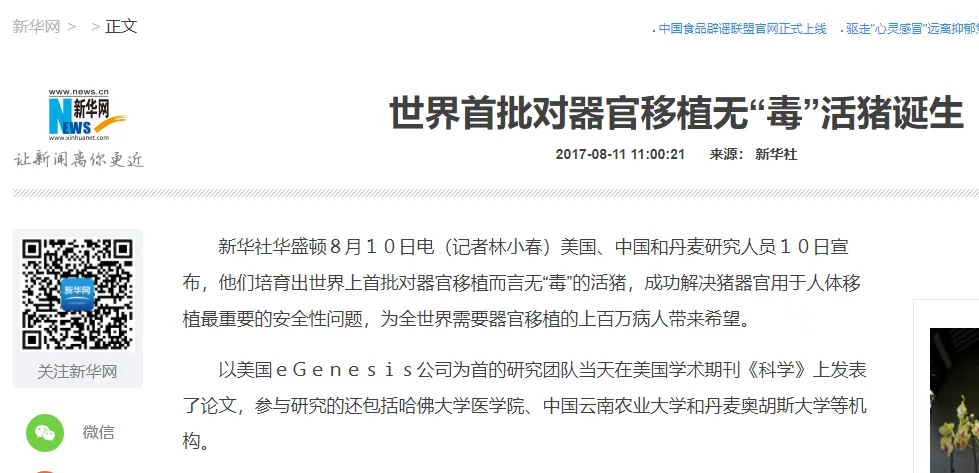 新华网 > > 正文
· 中国食品辟谣联盟官网正式上线 · 驱走“心灵感冒”远离抑郁
www.news.cn
新华网
NEWS
www.xinhuanet.com
让新闻离你更近
世界首批对器官移植无“毒”活猪诞生
2017-08-11 11:00:21 来源： 新华社
新华网
关注新华网
微信
新华社华盛顿８月１０日电（记者林小春）美国、中国和丹麦研究人员１０日宣
布，他们培育出世界上首批对器官移植而言无“毒”的活猪，成功解决猪器官用于人体移
植最重要的安全性问题，为全世界需要器官移植的上百万病人带来希望。
以美国ｅＧｅｎｅｓｉｓ公司为首的研究团队当天在美国学术期刊《科学》上发表
了论文，参与研究的还包括哈佛大学医学院、中国云南农业大学和丹麦奥胡斯大学等机
构。